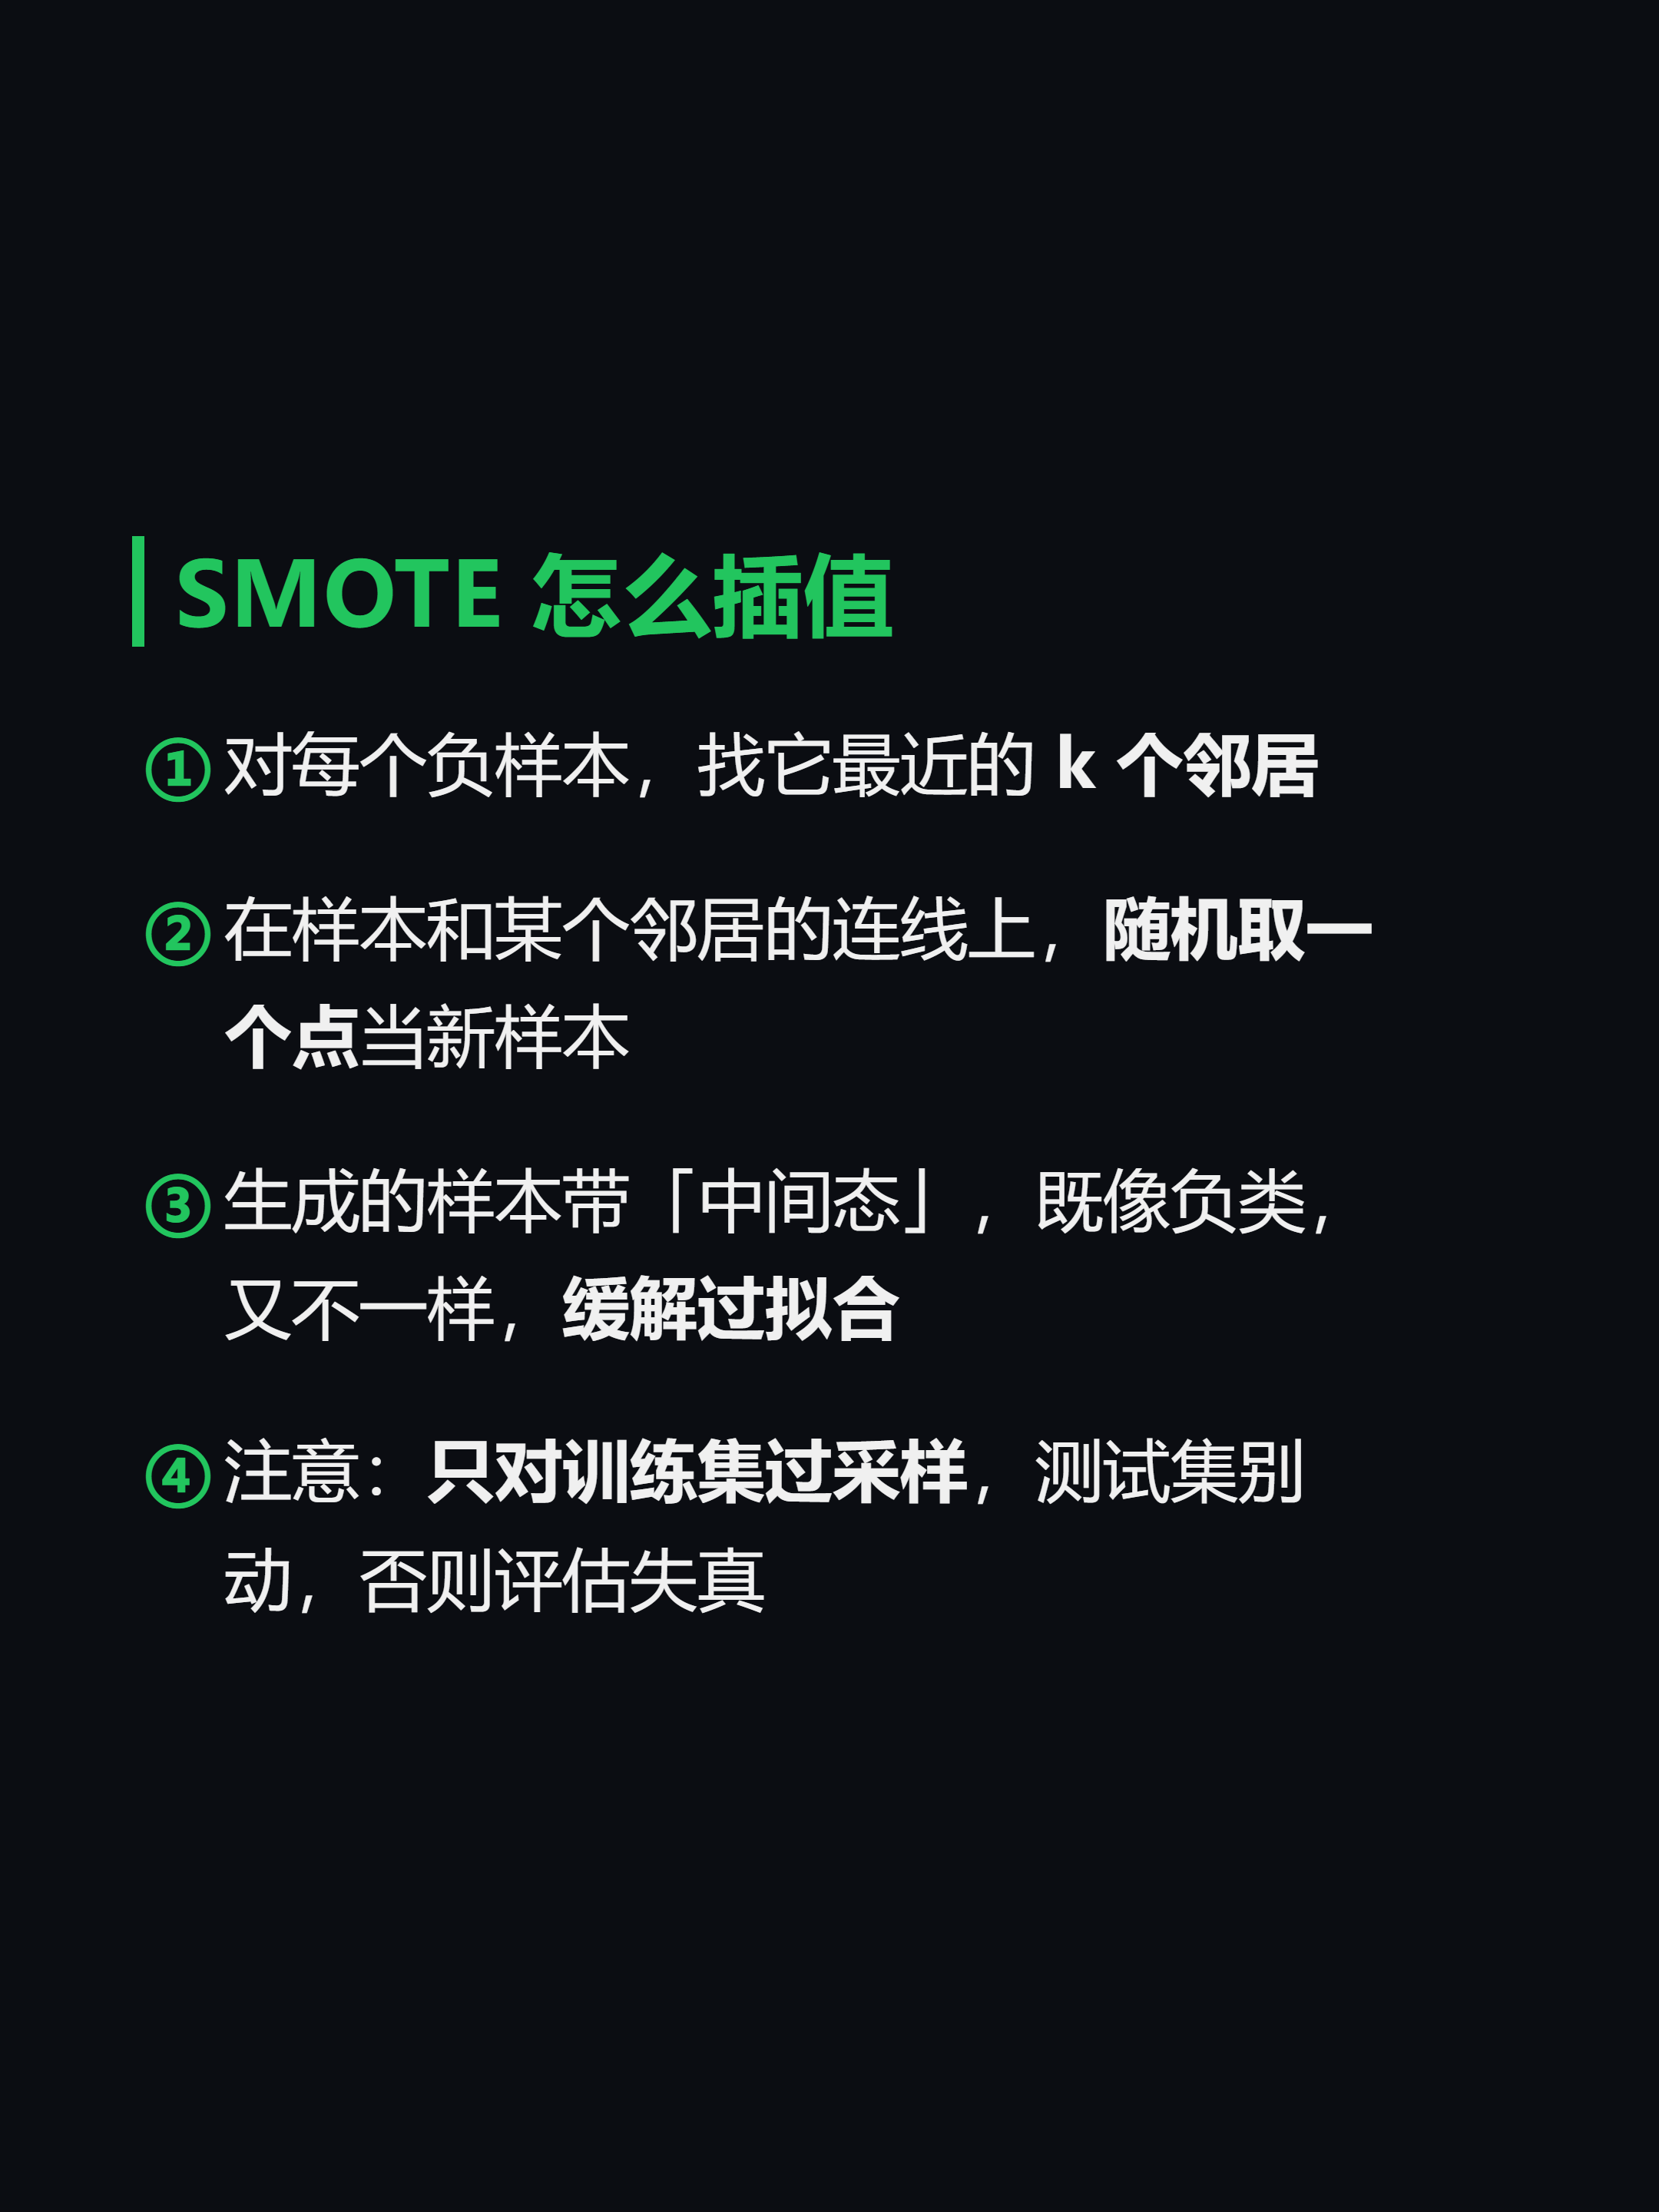 SMOTE 怎么插值
① 对每个负样本，找它最近的 k 个邻居
② 在样本和某个邻居的连线上，随机取一
个点当新样本
③ 生成的样本带「中间态」，既像负类，
又不一样，缓解过拟合
④ 注意：只对训练集过采样，测试集别
动，否则评估失真